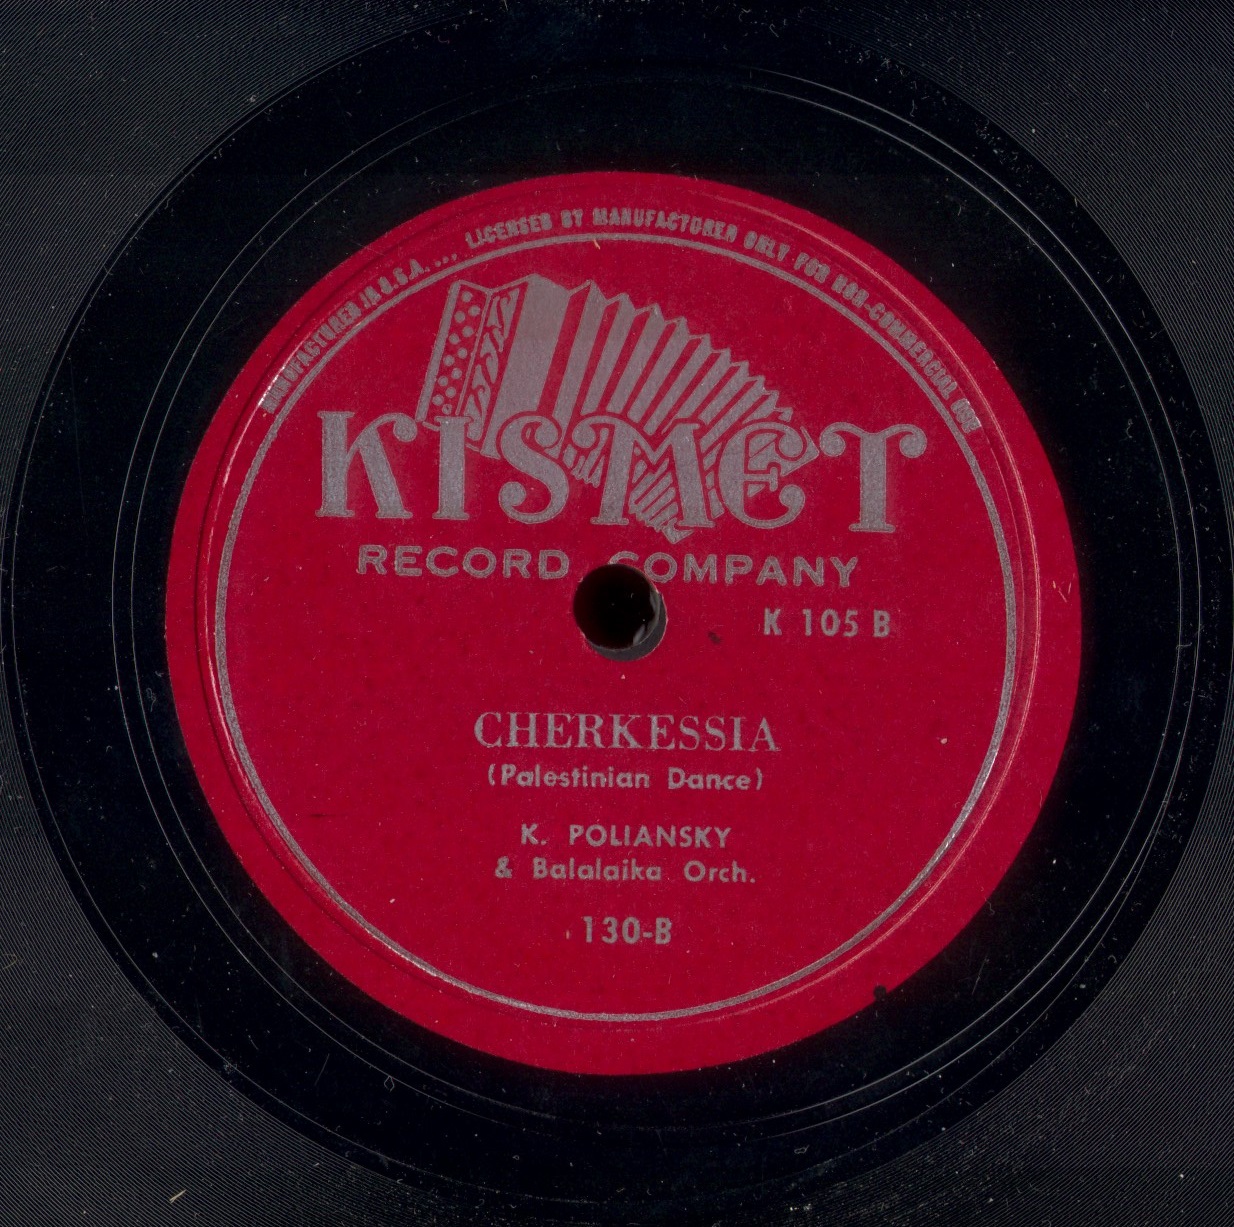 MANUFACTURED IN U.S.A. ... LICENSED BY MANUFACTURER ONLY FOR NON-COMMERCIAL USE
KISMET
RECORD COMPANY
K 105 B
CHERKESSIA
(Palestinian Dance)
K. POLIANSKY
& Balalaika Orch.
130-B